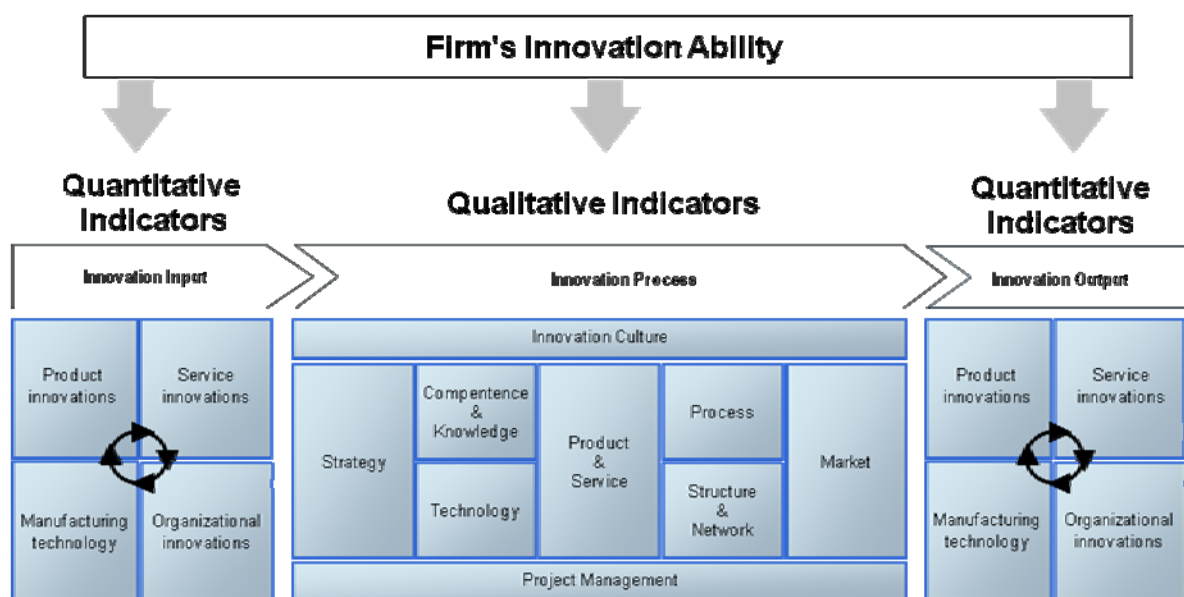 Firm's Innovation Ability
Quantitative
Indicators
Qualitative Indicators
Quantitative
Indicators
Innovation Input
Innovation Process
Innovation Output
Product
innovations
Service
innovations
Manufacturing
technology
Organizational
innovations
Innovation Culture
Strategy
Compentence
&
Knowledge
Technology
Product
&
Service
Process
Structure
&
Network
Market
Project Management
Product
innovations
Service
innovations
Manufacturing
technology
Organizational
innovations